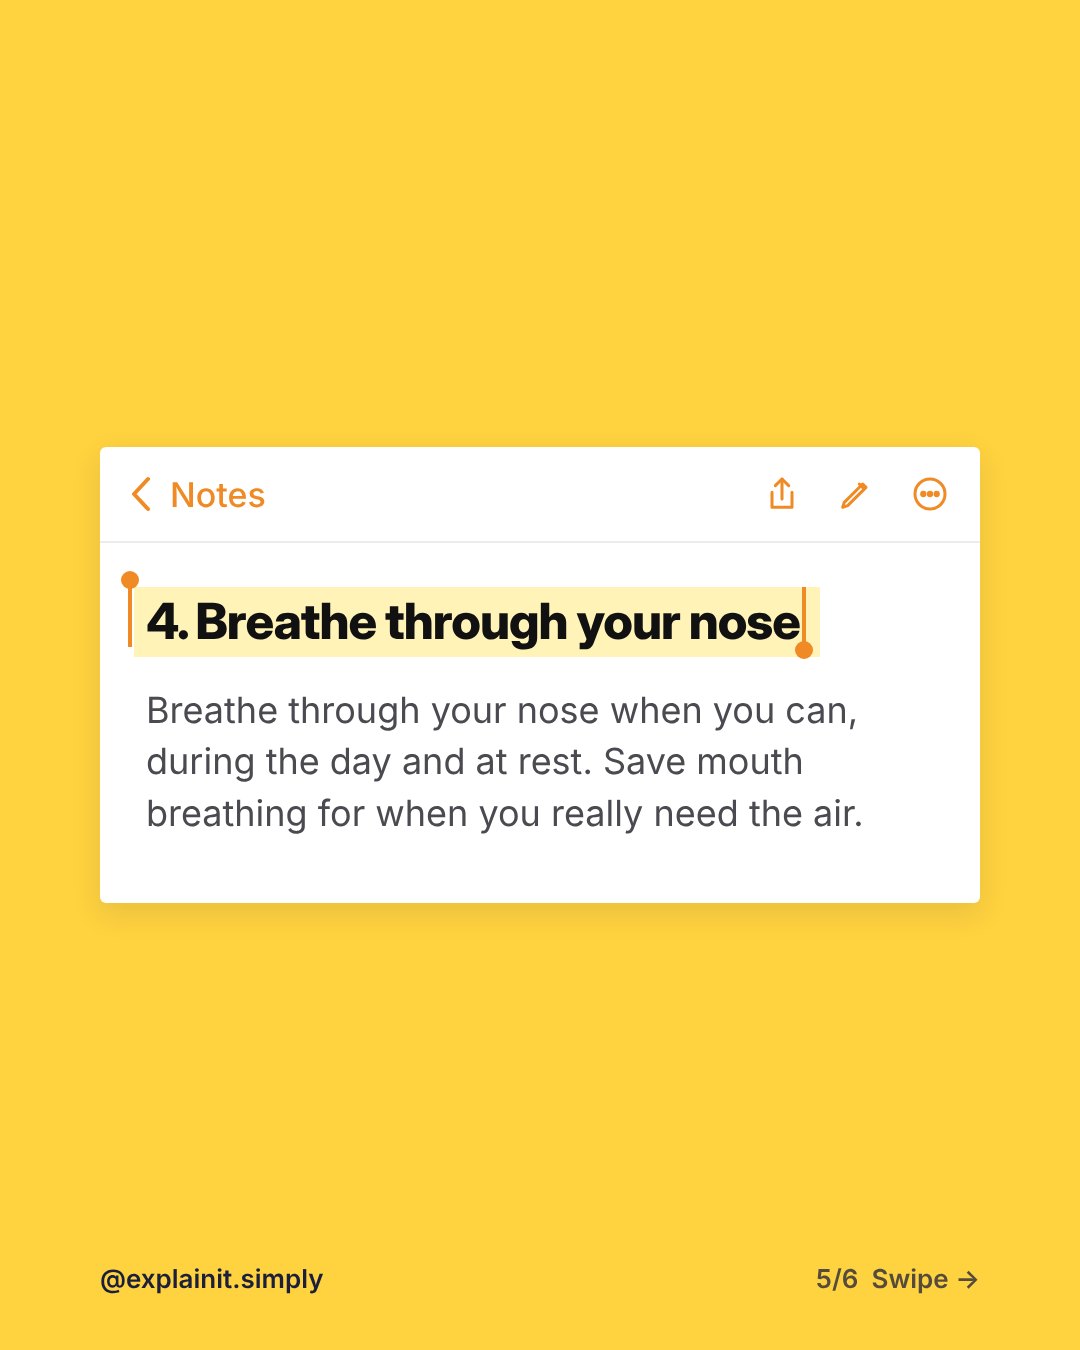 Notes
4. Breathe through your nose
Breathe through your nose when you can,
during the day and at rest. Save mouth
breathing for when you really need the air.
@explainit.simply
5/6 Swipe →